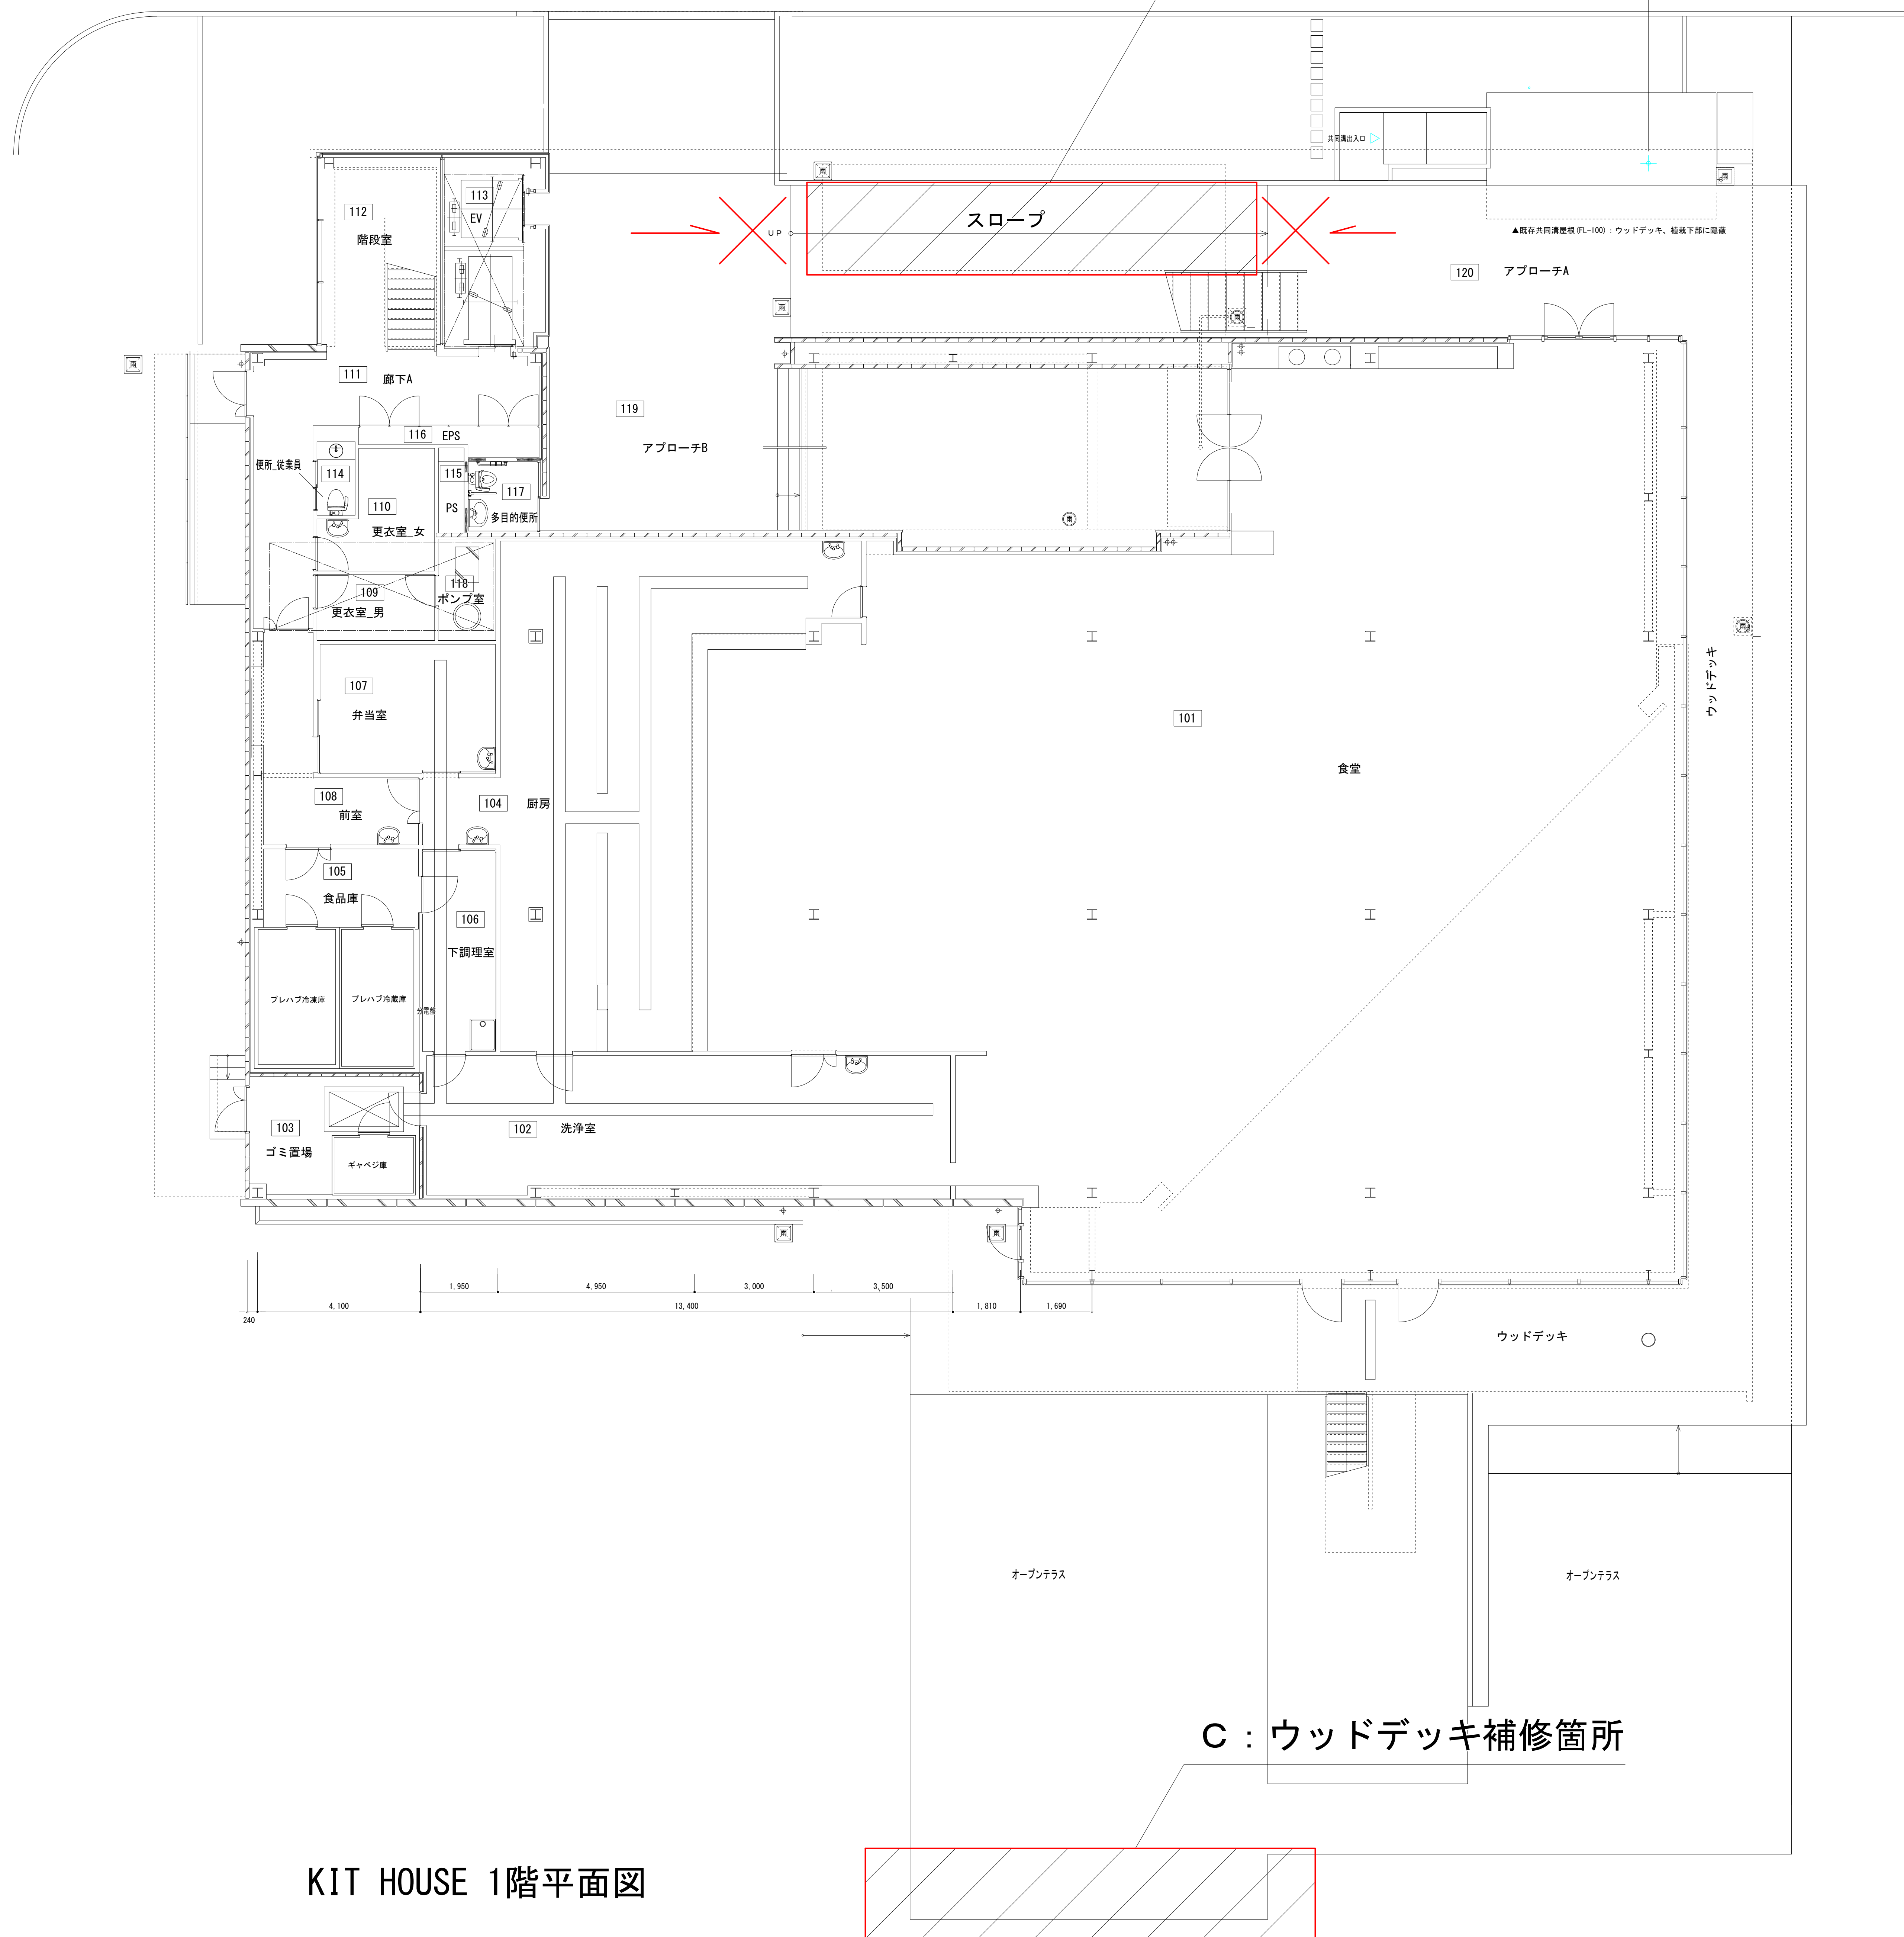 共同溝出入口
雨
雨
113
112
EV
スロープ
階段室
UP
▲既存共同溝屋根(FL-100)：ウッドデッキ、植栽下部に隠蔽
120
アプローチA
雨
雨
雨
111
廊下A
119
116
EPS
アプローチB
便所_従業員
114
115
117
110
PS
多目的便所
雨
更衣室_女
118
109
ポンプ室
更衣室_男
雨
ウッドデッキ
107
弁当室
101
食堂
108
104
厨房
前室
105
食品庫
106
下調理室
プレハブ冷凍庫
プレハブ冷蔵庫
分電盤
103
102
洗浄室
ゴミ置場
ギャベジ庫
雨
雨
1,950
4,950
3,000
3,500
4,100
13,400
1,810
1,690
240
ウッドデッキ
オープンテラス
オープンテラス
C：ウッドデッキ補修箇所
KIT HOUSE 1階平面図